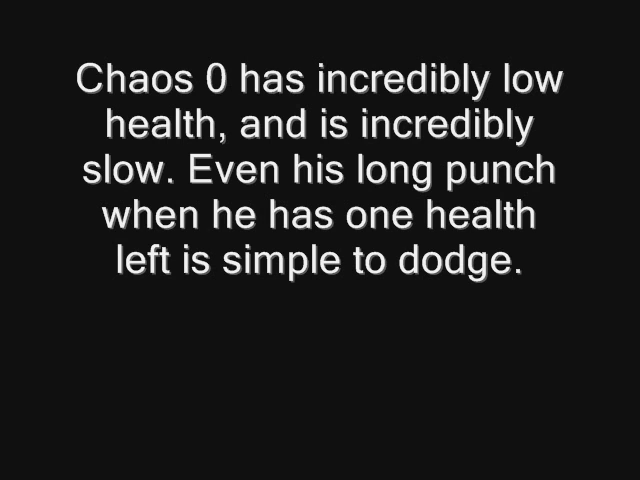 Chaos 0 has incredibly low
health, and is incredibly
slow. Even his long punch
when he has one health
left is simple to dodge.